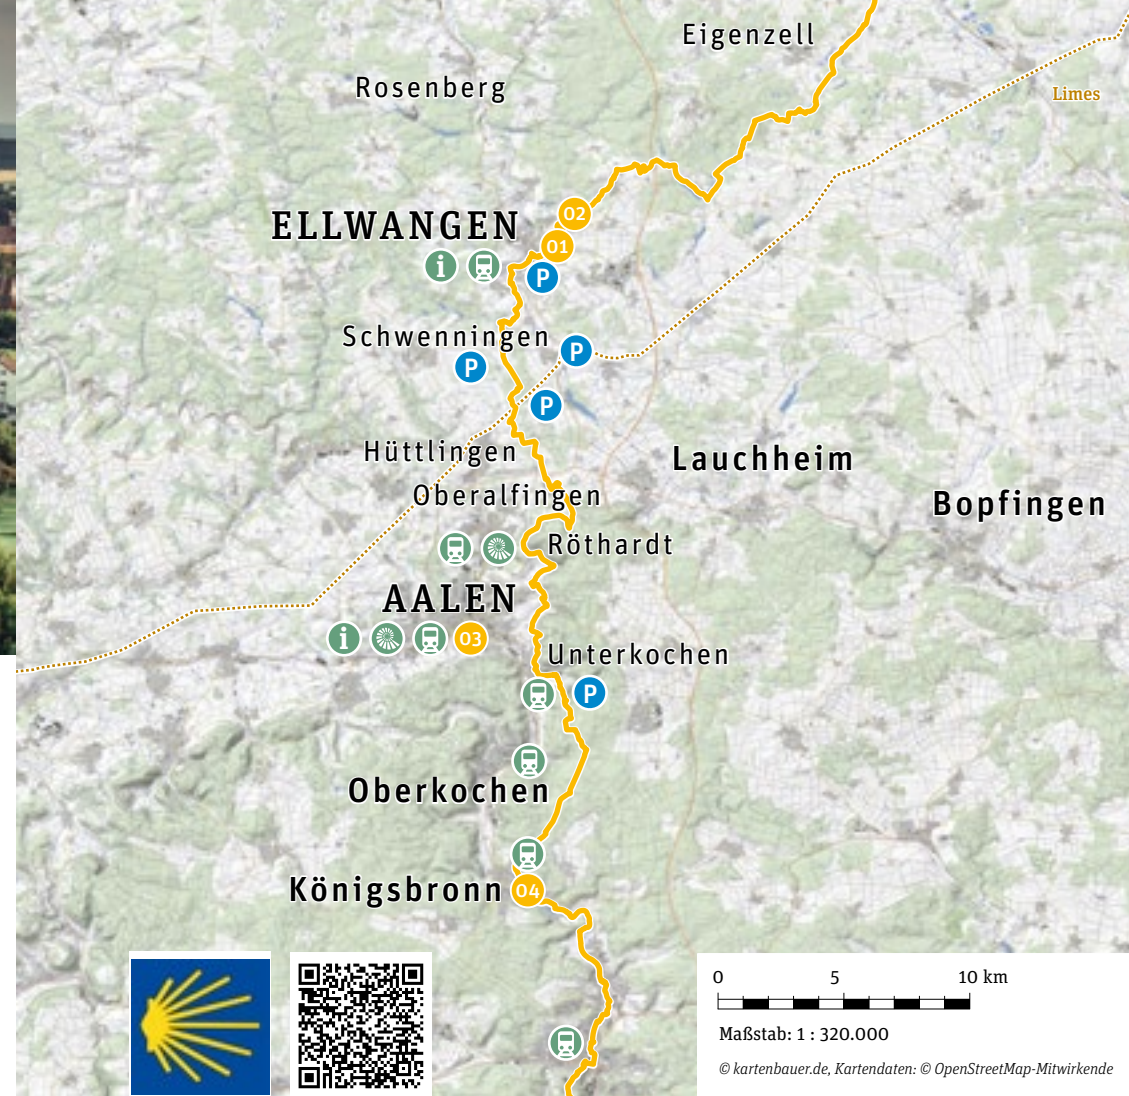 Eigenzell
Rosenberg
Limes
02
ELLWANGEN
01
i
P
Schwenningen
P
P
P
Hüttlingen
Lauchheim
Oberalfingen
Bopfingen
Röthardt
AALEN
i
03
Unterkochen
P
Oberkochen
Königsbronn
04
0 5 10 km
Maßstab: 1 : 320.000
© kartenbauer.de, Kartendaten: © OpenStreetMap-Mitwirkende